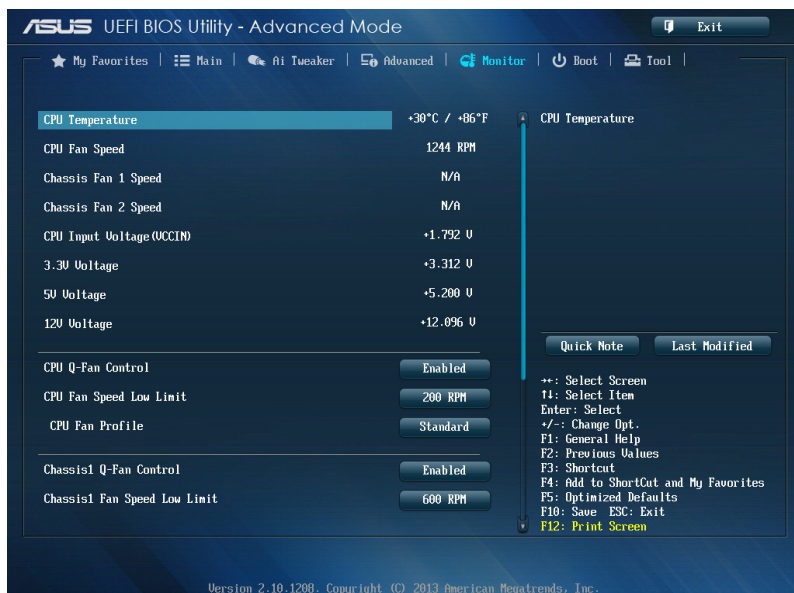 ASUS UEFI BIOS Utility - Advanced Mode
Exit
My Favorites | Main | Ai Tweaker | Advanced | Monitor | Boot | Tool |
CPU Temperature +30°C / +86°F
CPU Fan Speed 1244 RPM
Chassis Fan 1 Speed N/A
Chassis Fan 2 Speed N/A
CPU Input Voltage(VCCIN) +1.792 V
3.3V Voltage +3.312 V
5V Voltage +5.200 V
12V Voltage +12.096 V
CPU Q-Fan Control Enabled
CPU Fan Speed Low Limit 200 RPM
CPU Fan Profile Standard
Chassis1 Q-Fan Control Enabled
Chassis1 Fan Speed Low Limit 600 RPM
CPU Temperature
Quick Note Last Modified
→←: Select Screen
↑↓: Select Item
Enter: Select
+/-: Change Opt.
F1: General Help
F2: Previous Values
F3: Shortcut
F4: Add to ShortCut and My Favorites
F5: Optimized Defaults
F10: Save ESC: Exit
F12: Print Screen
Version 2.10.1208. Copyright (C) 2013 American Megatrends, Inc.